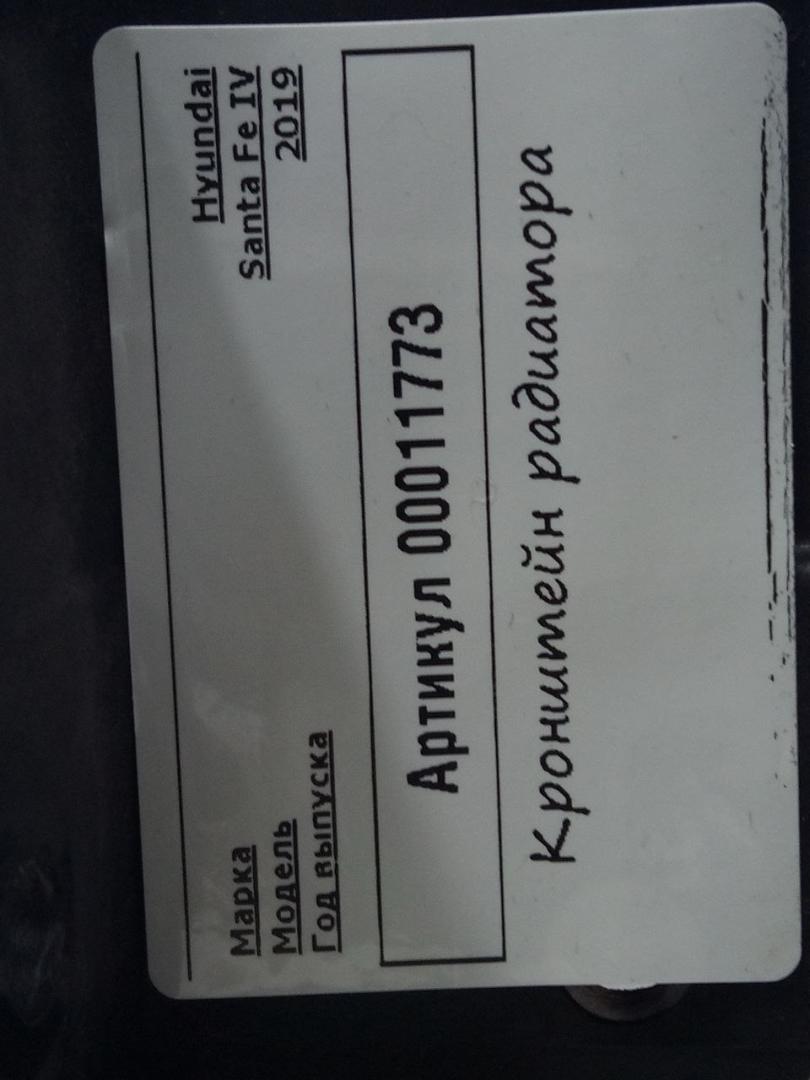 Марка Hyundai
Модель Santa Fe IV
Год выпуска 2019
Артикул 00011773
Кронштейн радиатора